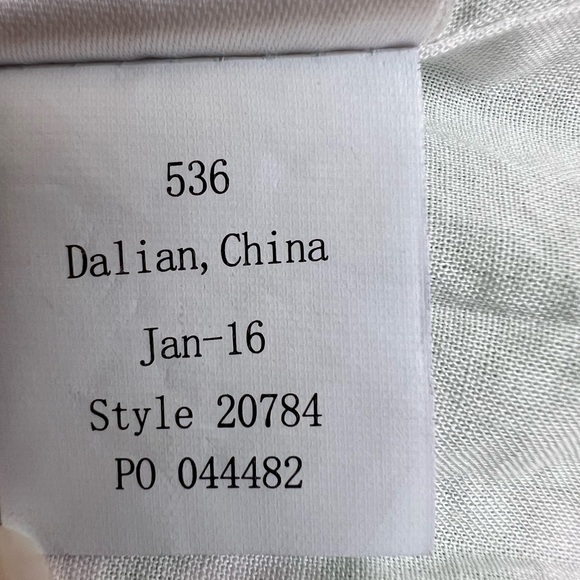 536
Dalian, China
Jan-16
Style 20784
PO 044482